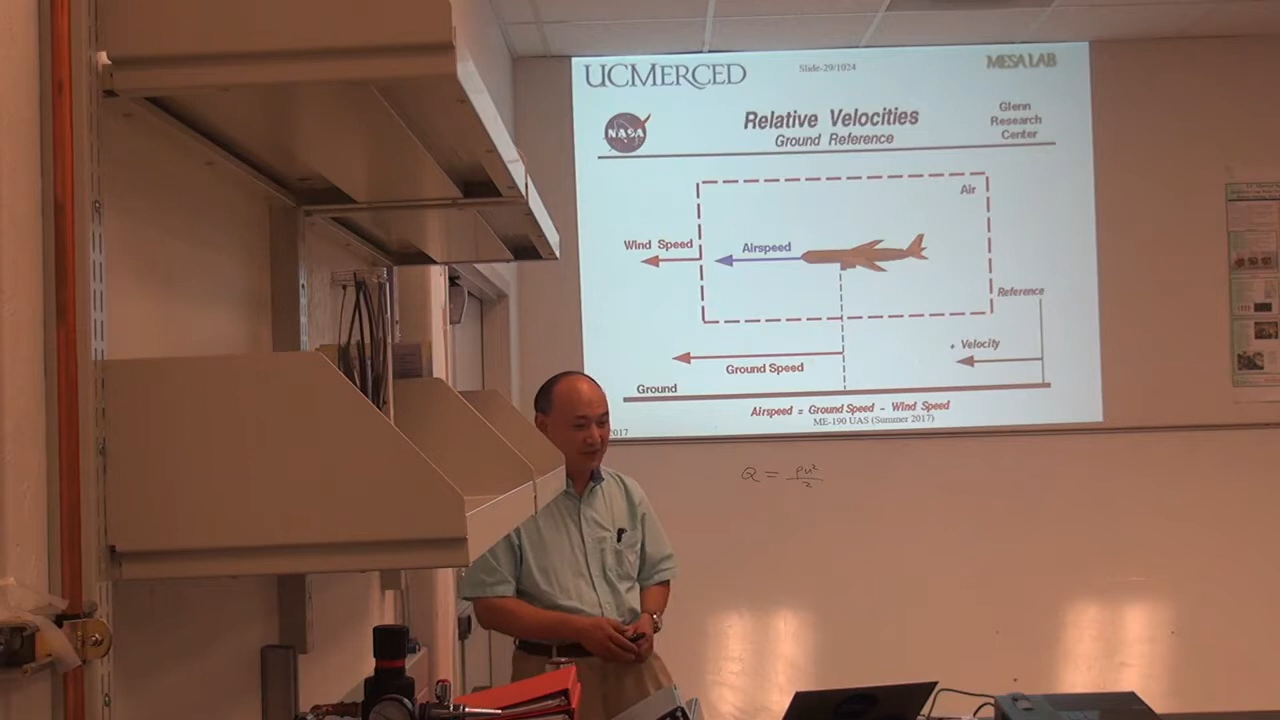 UCMERCED
Slide-29/1024
MESA LAB
NASA
Relative Velocities
Ground Reference
Glenn
Research
Center
Air
Wind Speed
Airspeed
Reference
+ Velocity
Ground Speed
Ground
Airspeed = Ground Speed - Wind Speed
2017
ME-190 UAS (Summer 2017)
Q = ρu²/2